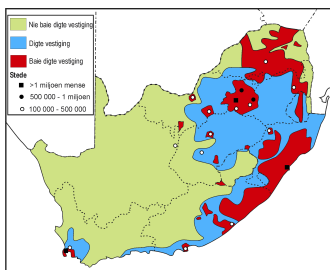 Nie baie digte vestiging
Digte vestiging
Baie digte vestiging
Stede
>1 miljoen mense
500 000 - 1 miljoen
100 000 - 500 000